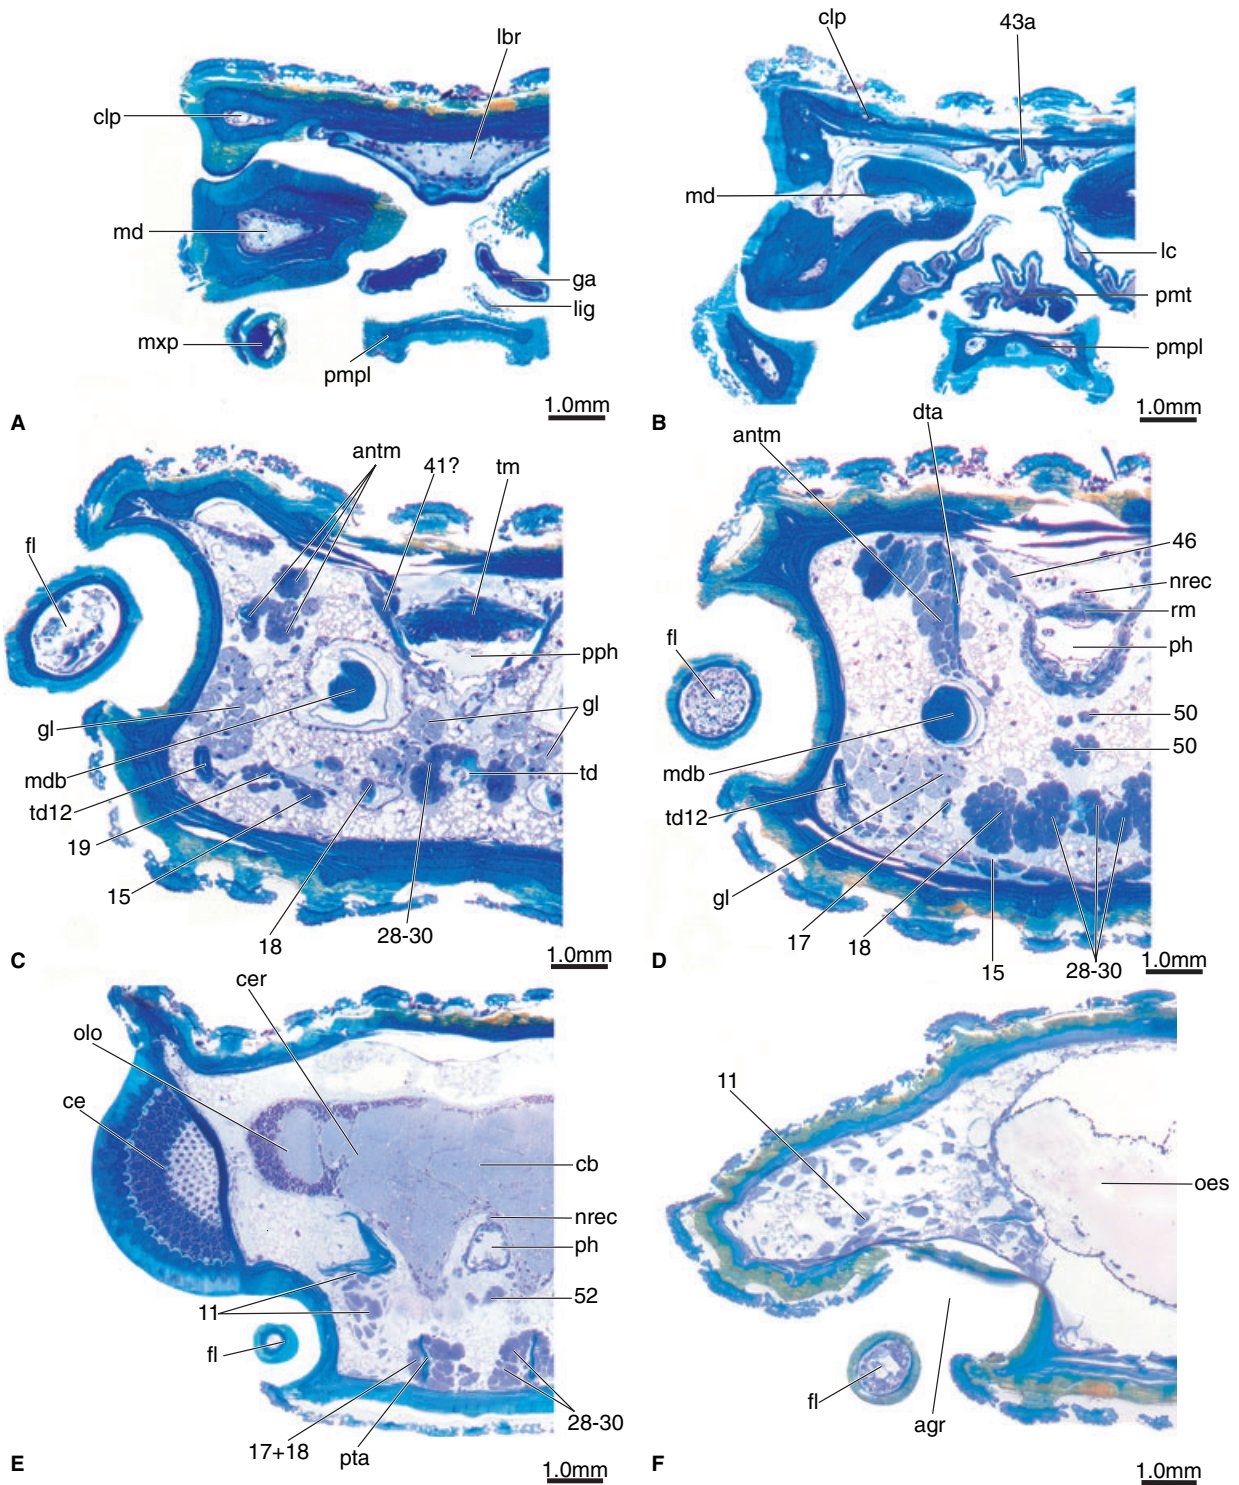 lbr
clp
md
ga
lig
mxp
pmpl
1.0mm
A
clp
43a
md
lc
pmt
pmpl
1.0mm
B
antm
41?
tm
fl
pph
gl
gl
mdb
td
td12
19
15
18
28-30
1.0mm
C
dta
antm
46
nrec
rm
fl
ph
50
50
mdb
td12
gl
17
18
15
28-30
1.0mm
D
cer
olo
ce
cb
nrec
ph
11
52
fl
28-30
17+18
pta
1.0mm
E
11
oes
fl
agr
1.0mm
F